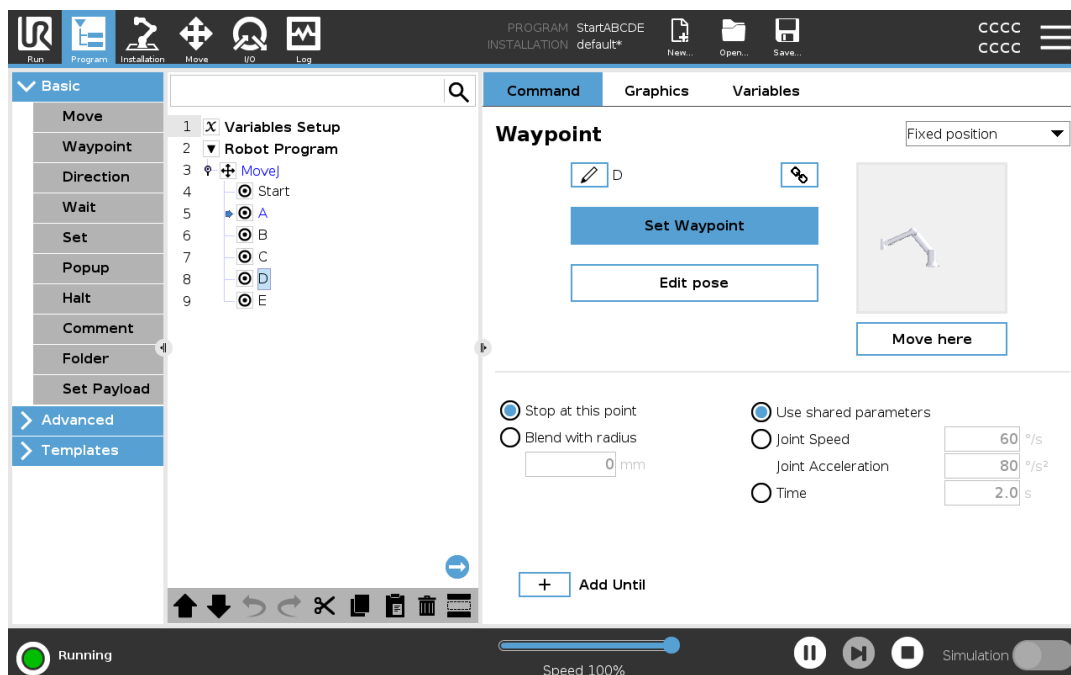 PROGRAM StartABCDE
INSTALLATION default*
CCCC
CCCC
UR
Run
Program
Installation
Move
I/O
Log
New...
Open...
Save...
Basic
Move
Waypoint
Direction
Wait
Set
Popup
Halt
Comment
Folder
Set Payload
Advanced
Templates
1 x Variables Setup
2 Robot Program
3 MoveJ
4 Start
5 A
6 B
7 C
8 D
9 E
Command Graphics Variables
Waypoint
Fixed position
D
Set Waypoint
Edit pose
Move here
Stop at this point
Blend with radius
0 mm
Use shared parameters
Joint Speed 60 °/s
Joint Acceleration 80 °/s²
Time 2.0 s
+ Add Until
Running
Speed 100%
Simulation